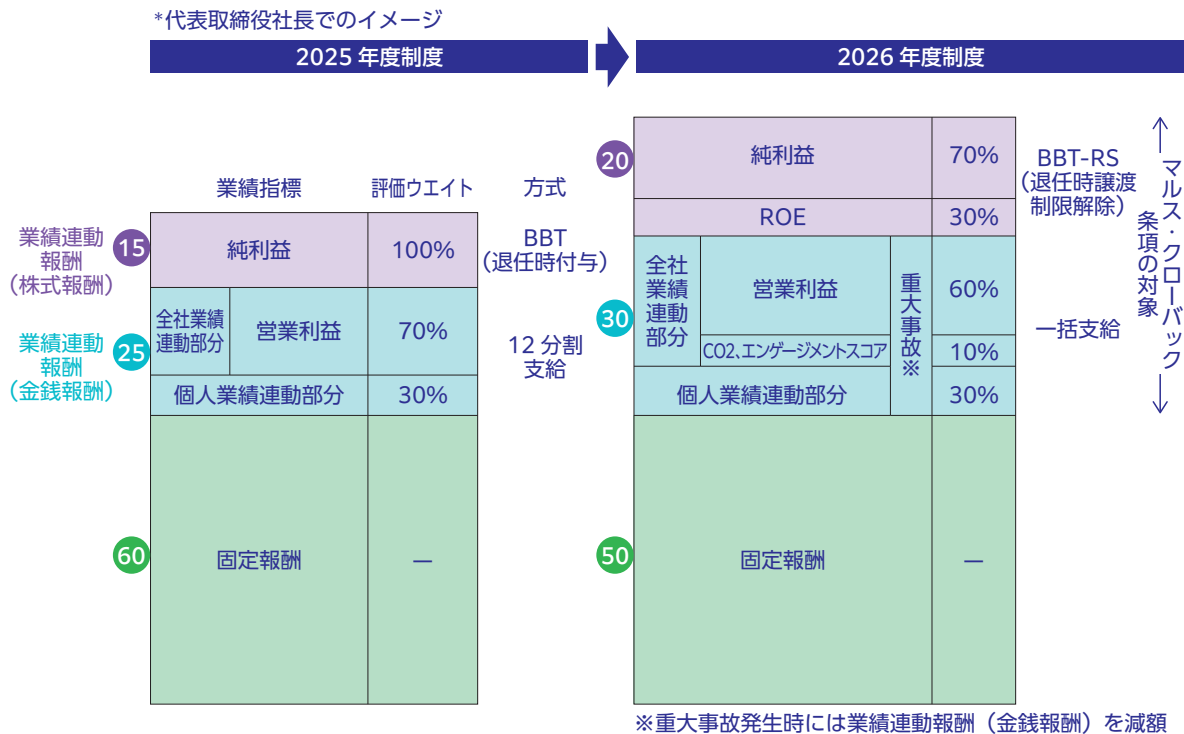 *代表取締役社長でのイメージ
2025 年度制度
2026 年度制度
業績指標
評価ウエイト
方式
業績連動
報酬
(株式報酬)
15
純利益
100%
BBT
(退任時付与)
業績連動
報酬
(金銭報酬)
25
全社業績
連動部分
営業利益
70%
12 分割
支給
個人業績連動部分
30%
60
固定報酬
―
20
純利益
70%
BBT-RS
(退任時譲渡
制限解除)
ROE
30%
30
全社
業績
連動
部分
営業利益
60%
重大事故※
CO2、エンゲージメントスコア
10%
一括支給
個人業績連動部分
30%
マルス・クローバック
条項の対象
50
固定報酬
―
※重大事故発生時には業績連動報酬（金銭報酬）を減額